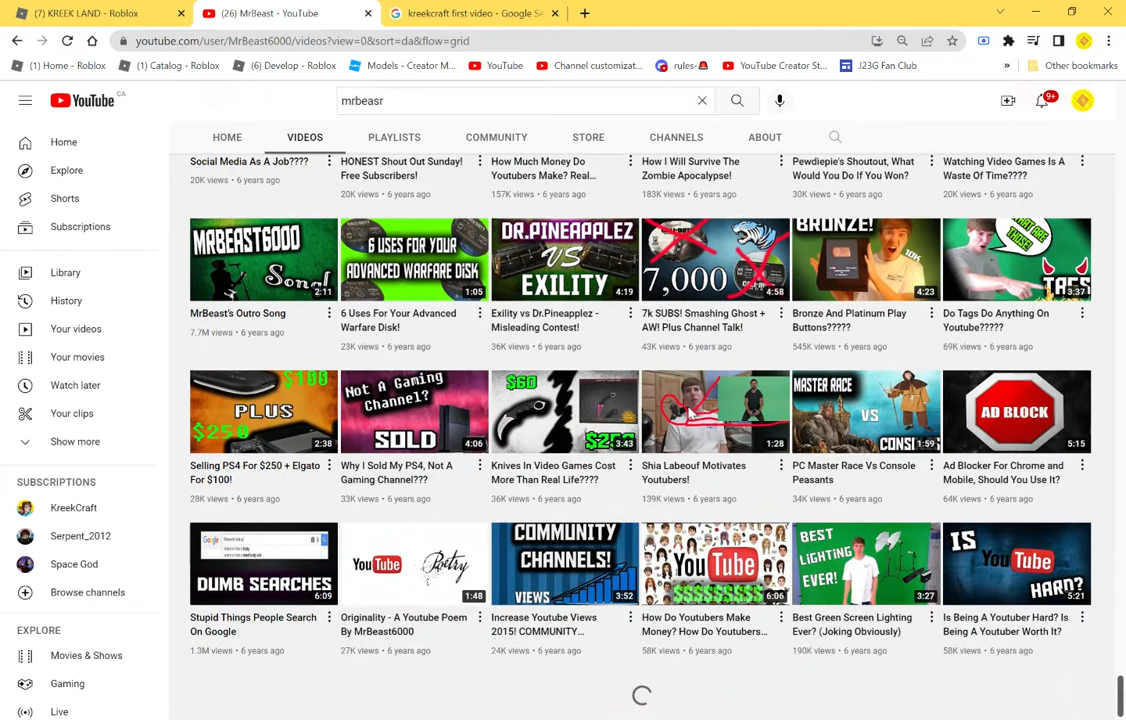 (7) KREEK LAND - Roblox
(26) MrBeast - YouTube
kreekcraft first video - Google Se
youtube.com/user/MrBeast6000/videos?view=0&sort=da&flow=grid
(1) Home - Roblox
(1) Catalog - Roblox
(6) Develop - Roblox
Models - Creator M...
YouTube
Channel customizat...
rules-
YouTube Creator St...
J23G Fan Club
»
Other bookmarks
YouTube CA
mrbeasr
9+
HOME
VIDEOS
PLAYLISTS
COMMUNITY
STORE
CHANNELS
ABOUT
Home
Explore
Shorts
Subscriptions
Library
History
Your videos
Your movies
Watch later
Your clips
Show more
SUBSCRIPTIONS
KreekCraft
Serpent_2012
Space God
Browse channels
EXPLORE
Movies & Shows
Gaming
Live
Social Media As A Job????
20K views • 6 years ago
HONEST Shout Out Sunday!
Free Subscribers!
20K views • 6 years ago
How Much Money Do
Youtubers Make? Real...
157K views • 6 years ago
How I Will Survive The
Zombie Apocalypse!
183K views • 6 years ago
Pewdiepie's Shoutout, What
Would You Do If You Won?
30K views • 6 years ago
Watching Video Games Is A
Waste Of Time????
20K views • 6 years ago
MRBEAST6000
Song
2:11
MrBeast's Outro Song
7.7M views • 6 years ago
6 USES FOR YOUR
ADVANCED WARFARE DISK!
1:05
6 Uses For Your Advanced
Warfare Disk!
23K views • 6 years ago
DR.PINEAPPLEZ
VS
EXILITY
4:19
Exility vs Dr.Pineapplez -
Misleading Contest!
36K views • 6 years ago
7,000
4:58
7k SUBS! Smashing Ghost +
AW! Plus Channel Talk!
43K views • 6 years ago
BRONZE!
10K
4:23
Bronze And Platinum Play
Buttons?????
545K views • 6 years ago
WHAT ARE
THOSE!
TAGS
3:37
Do Tags Do Anything On
Youtube?????
69K views • 6 years ago
$100
PLUS
$250
2:38
Selling PS4 For $250 + Elgato
For $100!
28K views • 6 years ago
Not A Gaming
Channel?
SOLD
4:06
Why I Sold My PS4, Not A
Gaming Channel???
33K views • 6 years ago
$60
$250
3:43
Knives In Video Games Cost
More Than Real Life????
36K views • 6 years ago
1:28
Shia Labeouf Motivates
Youtubers!
139K views • 6 years ago
MASTER RACE
VS
1:59
PC Master Race Vs Console
Peasants
34K views • 6 years ago
AD BLOCK
5:15
Ad Blocker For Chrome and
Mobile, Should You Use It?
64K views • 6 years ago
Google
DUMB SEARCHES
6:09
Stupid Things People Search
On Google
1.3M views • 6 years ago
YouTube Poetry
1:48
Originality - A Youtube Poem
By MrBeast6000
27K views • 6 years ago
COMMUNITY
CHANNELS!
VIEWS
3:52
Increase Youtube Views
2015! COMMUNITY...
24K views • 6 years ago
YouTube
$$$$$$$$
6:06
How Do Youtubers Make
Money? How Do Youtubers...
58K views • 6 years ago
BEST
LIGHTING
EVER!
3:27
Best Green Screen Lighting
Ever? (Joking Obviously)
190K views • 6 years ago
IS
YouTube
HARD?
5:21
Is Being A Youtuber Hard? Is
Being A Youtuber Worth It?
58K views • 6 years ago